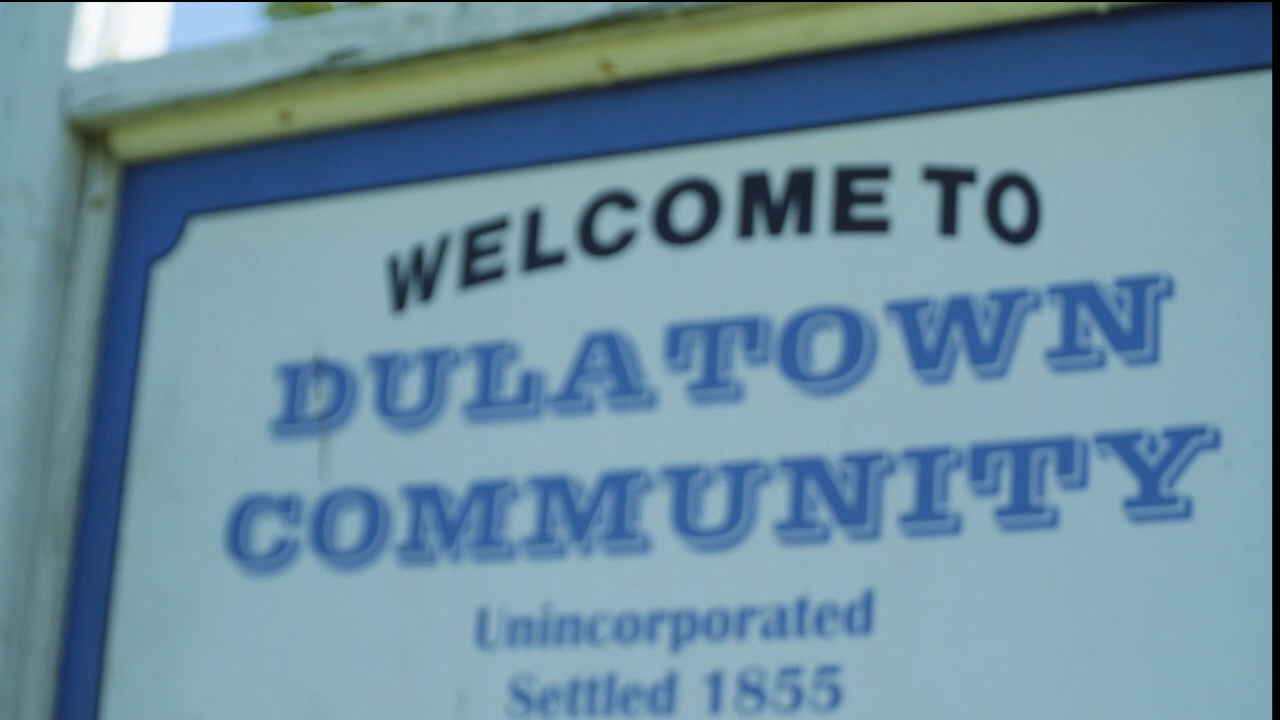 WELCOME TO
DULATOWN
COMMUNITY
Unincorporated
Settled 1855